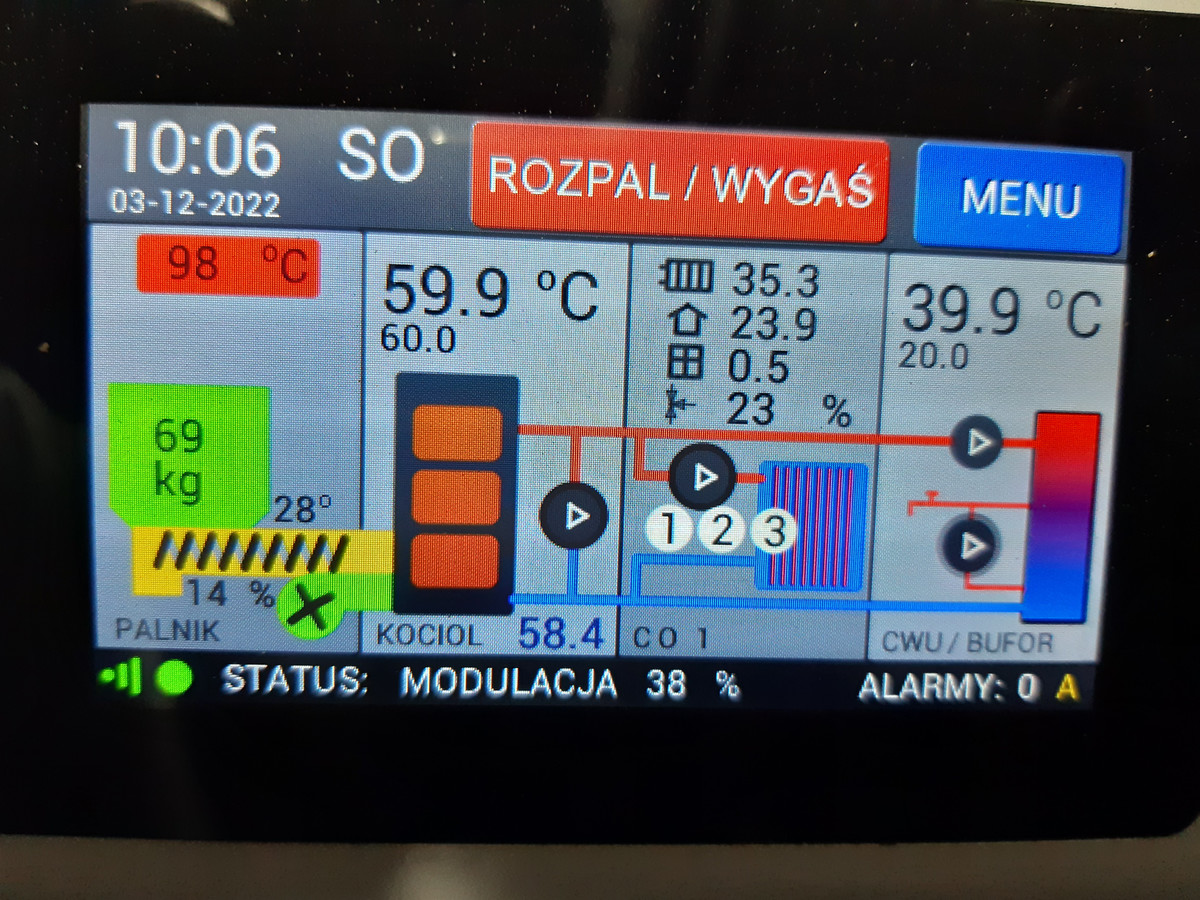 10:06 SO ROZPAL / WYGAŚ MENU
03-12-2022
98 °C
69
kg
28°
14 %
PALNIK
59.9 °C
60.0
KOCIOL 58.4
35.3
23.9
0.5
23 %
1 2 3
CO 1
39.9 °C
20.0
CWU / BUFOR
STATUS: MODULACJA 38 % ALARMY: 0 A